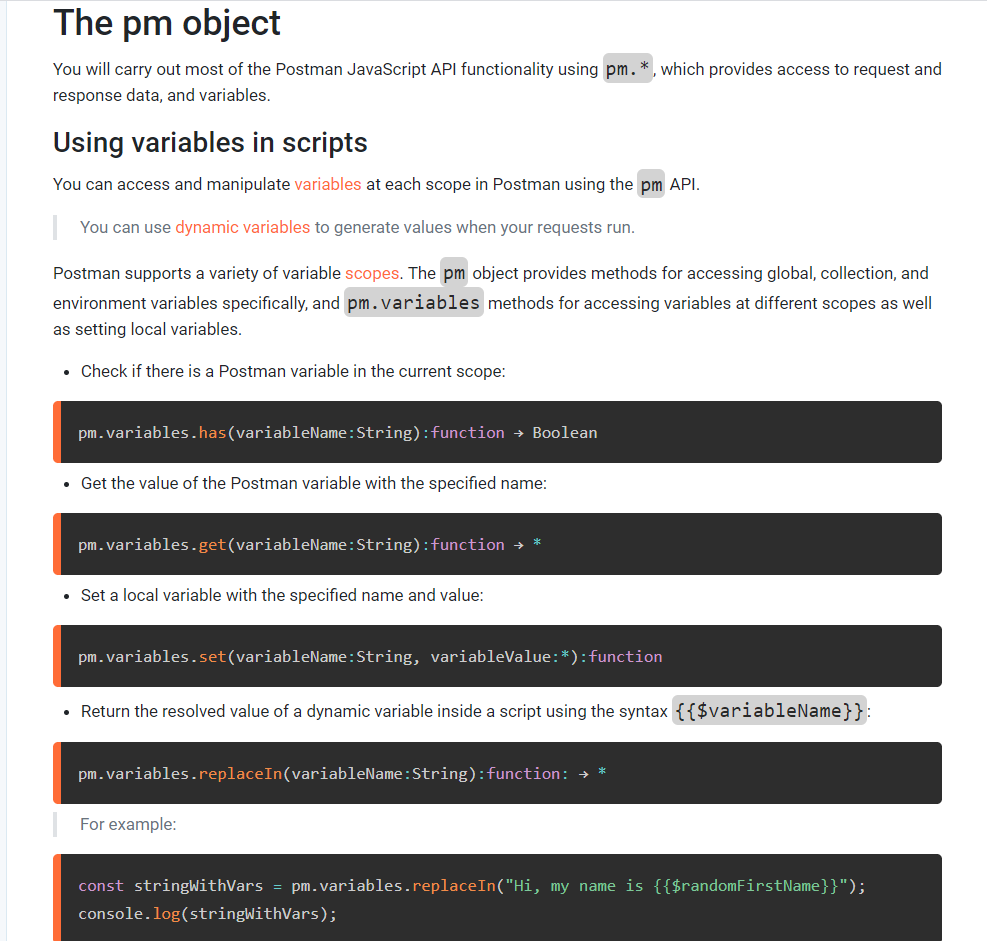 The pm object
You will carry out most of the Postman JavaScript API functionality using pm.*, which provides access to request and
response data, and variables.
Using variables in scripts
You can access and manipulate variables at each scope in Postman using the pm API.
You can use dynamic variables to generate values when your requests run.
Postman supports a variety of variable scopes. The pm object provides methods for accessing global, collection, and
environment variables specifically, and pm.variables methods for accessing variables at different scopes as well
as setting local variables.
• Check if there is a Postman variable in the current scope:
pm.variables.has(variableName:String):function → Boolean
• Get the value of the Postman variable with the specified name:
pm.variables.get(variableName:String):function → *
• Set a local variable with the specified name and value:
pm.variables.set(variableName:String, variableValue:*):function
• Return the resolved value of a dynamic variable inside a script using the syntax {{$variableName}}:
pm.variables.replaceIn(variableName:String):function: → *
For example:
const stringWithVars = pm.variables.replaceIn("Hi, my name is {{$randomFirstName}}");
console.log(stringWithVars);